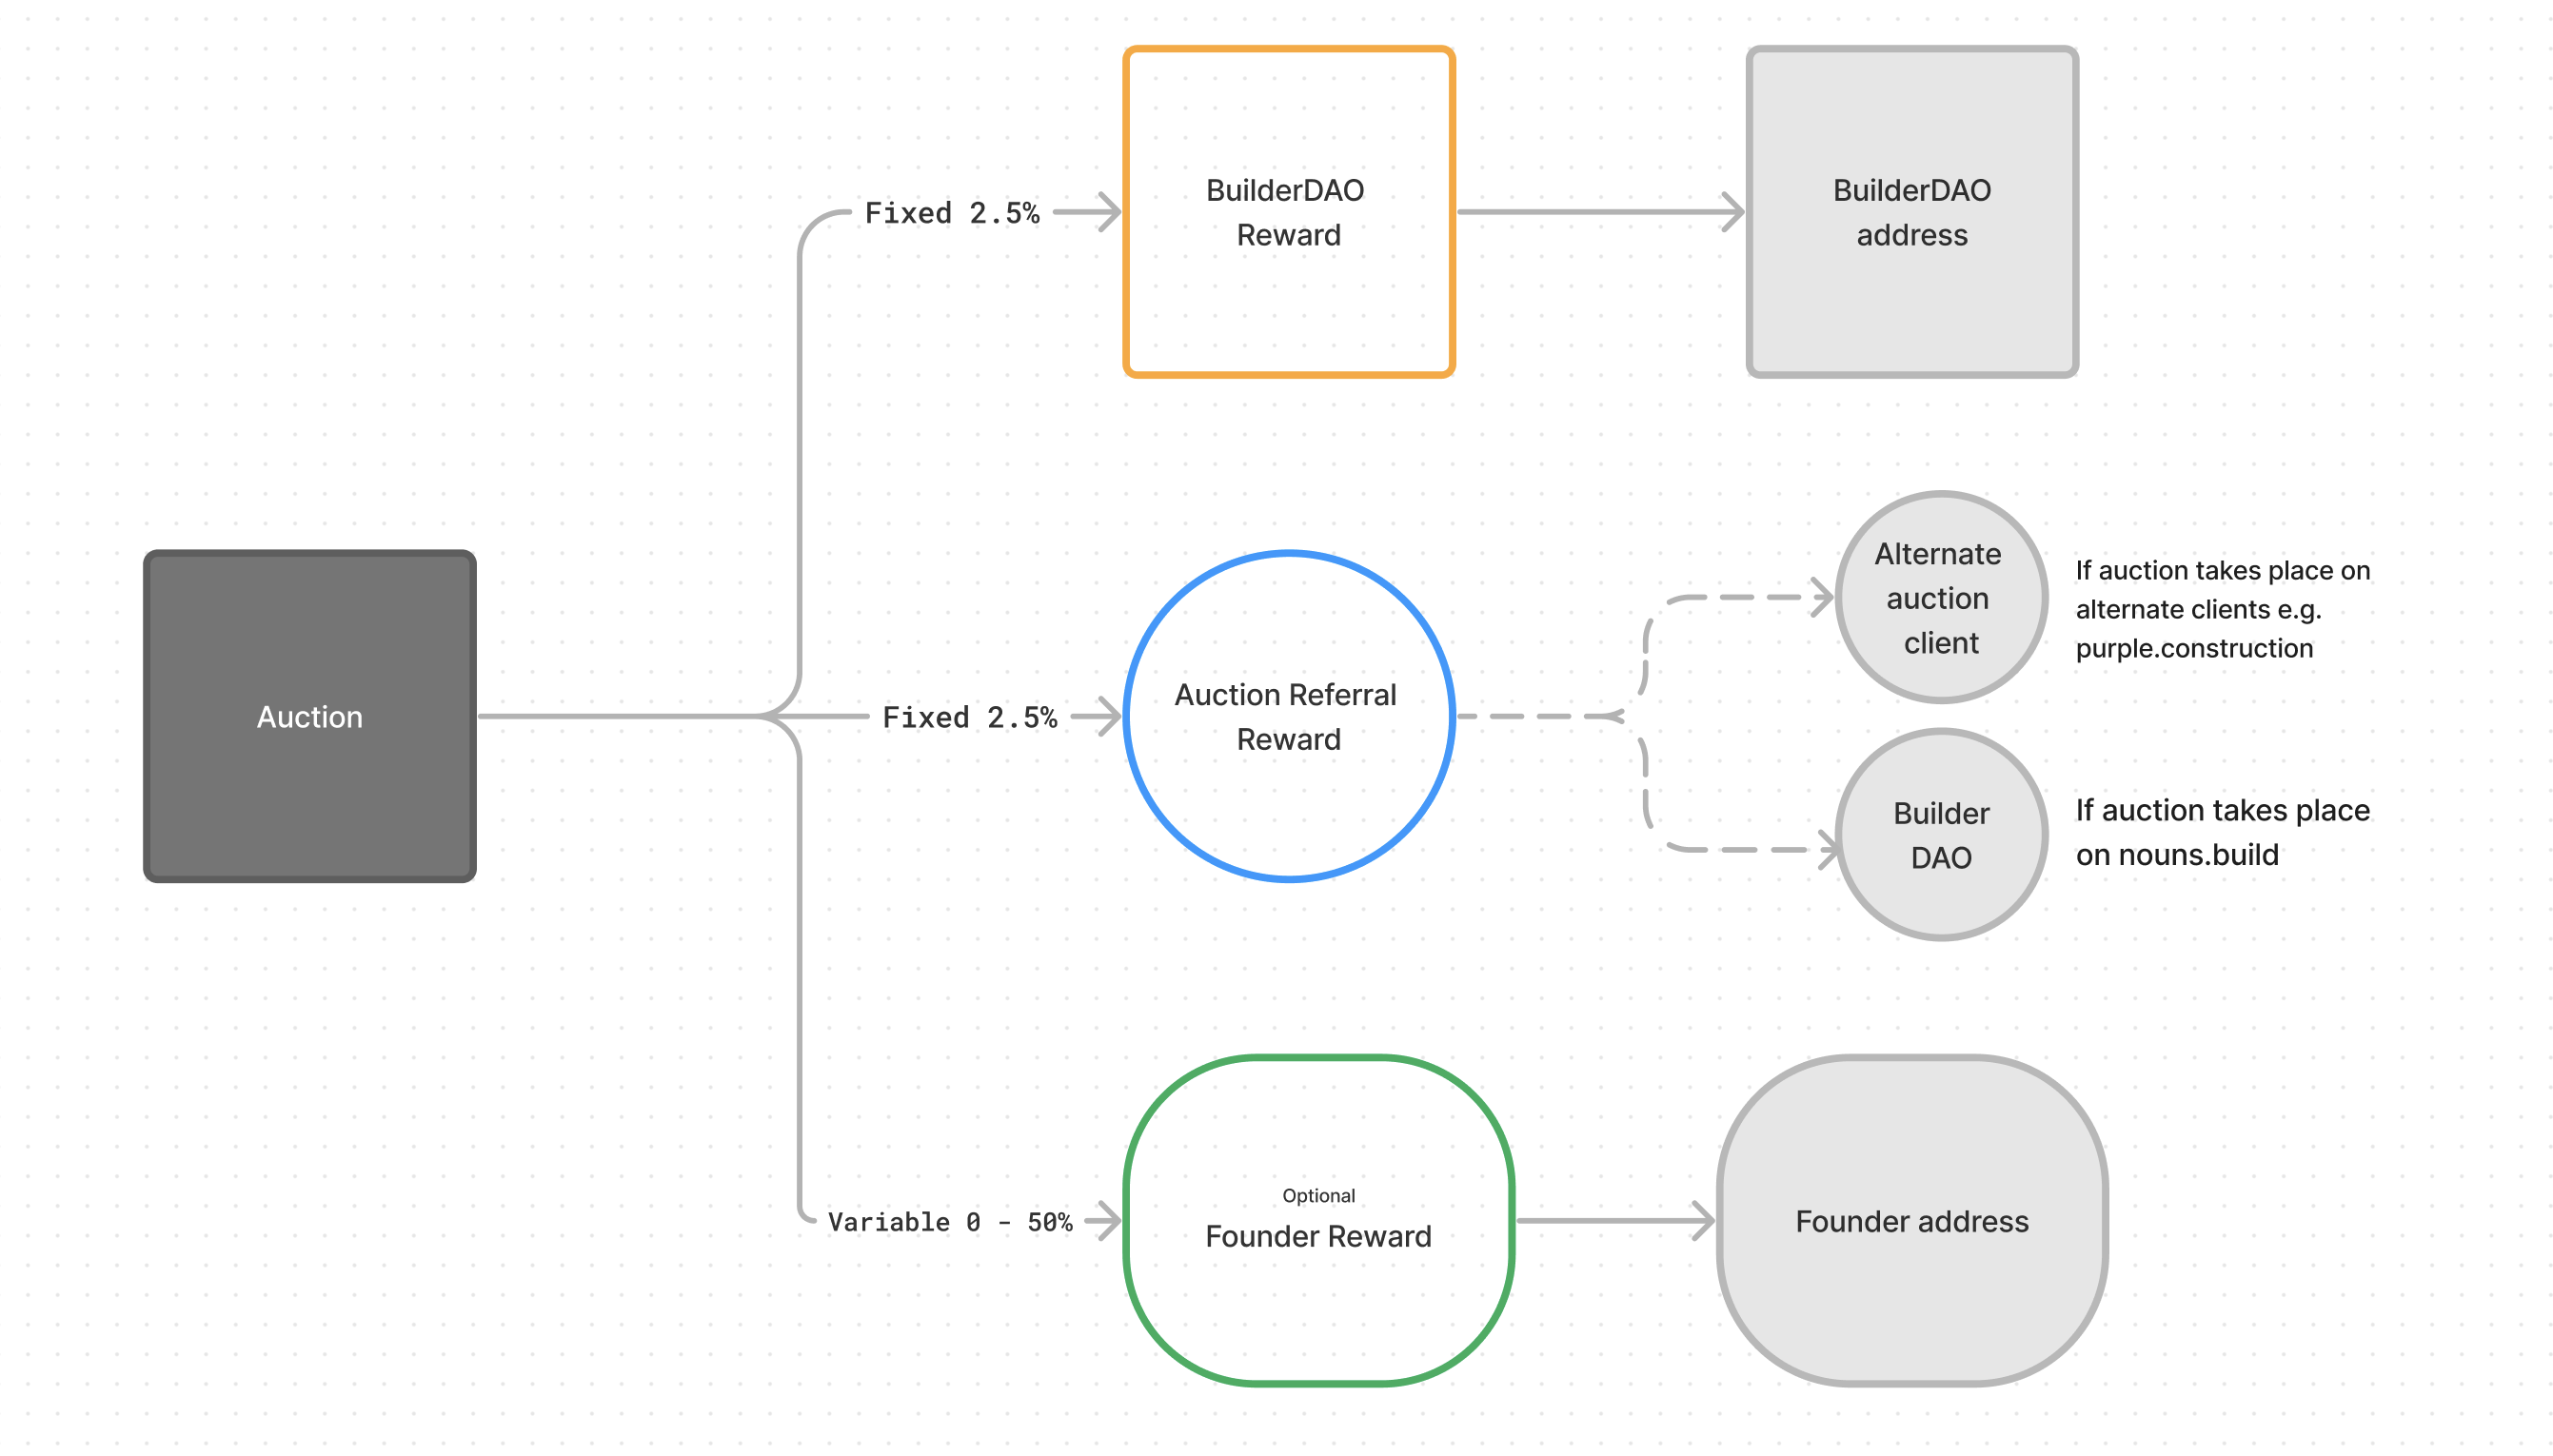 Fixed 2.5%
BuilderDAO
Reward
BuilderDAO
address
Auction
Fixed 2.5%
Auction Referral
Reward
Alternate
auction
client
If auction takes place on
alternate clients e.g.
purple.construction
Builder
DAO
If auction takes place
on nouns.build
Variable 0 - 50%
Optional
Founder Reward
Founder address